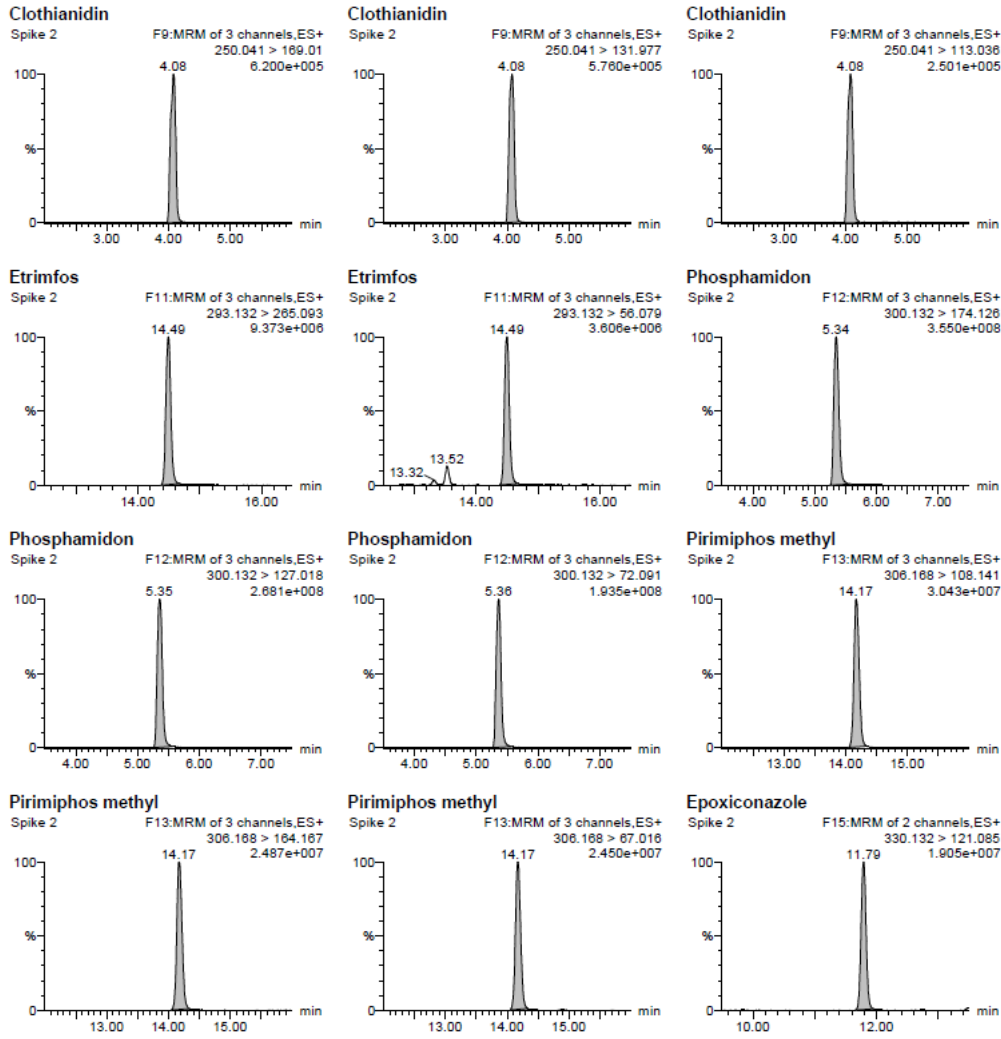 Clothianidin
Spike 2
F9:MRM of 3 channels,ES+
250.041 > 169.01
6.200e+005
4.08
100
%
0
3.00 4.00 5.00 min
Clothianidin
Spike 2
F9:MRM of 3 channels,ES+
250.041 > 131.977
5.760e+005
4.08
100
%
0
3.00 4.00 5.00 min
Clothianidin
Spike 2
F9:MRM of 3 channels,ES+
250.041 > 113.036
2.501e+005
4.08
100
%
0
3.00 4.00 5.00 min
Etrimfos
Spike 2
F11:MRM of 3 channels,ES+
293.132 > 265.093
9.373e+006
14.49
100
%
0
14.00 16.00 min
Etrimfos
Spike 2
F11:MRM of 3 channels,ES+
293.132 > 56.079
3.606e+006
14.49
100
%
13.32
13.52
0
14.00 16.00 min
Phosphamidon
Spike 2
F12:MRM of 3 channels,ES+
300.132 > 174.126
3.550e+008
5.34
100
%
0
4.00 5.00 6.00 7.00 min
Phosphamidon
Spike 2
F12:MRM of 3 channels,ES+
300.132 > 127.018
2.681e+008
5.35
100
%
0
4.00 5.00 6.00 7.00 min
Phosphamidon
Spike 2
F12:MRM of 3 channels,ES+
300.132 > 72.091
1.935e+008
5.36
100
%
0
4.00 5.00 6.00 7.00 min
Pirimiphos methyl
Spike 2
F13:MRM of 3 channels,ES+
306.168 > 108.141
3.043e+007
14.17
100
%
0
13.00 14.00 15.00 min
Pirimiphos methyl
Spike 2
F13:MRM of 3 channels,ES+
306.168 > 164.167
2.487e+007
14.17
100
%
0
13.00 14.00 15.00 min
Pirimiphos methyl
Spike 2
F13:MRM of 3 channels,ES+
306.168 > 67.016
2.450e+007
14.17
100
%
0
13.00 14.00 15.00 min
Epoxiconazole
Spike 2
F15:MRM of 2 channels,ES+
330.132 > 121.085
1.905e+007
11.79
100
%
0
10.00 12.00 min